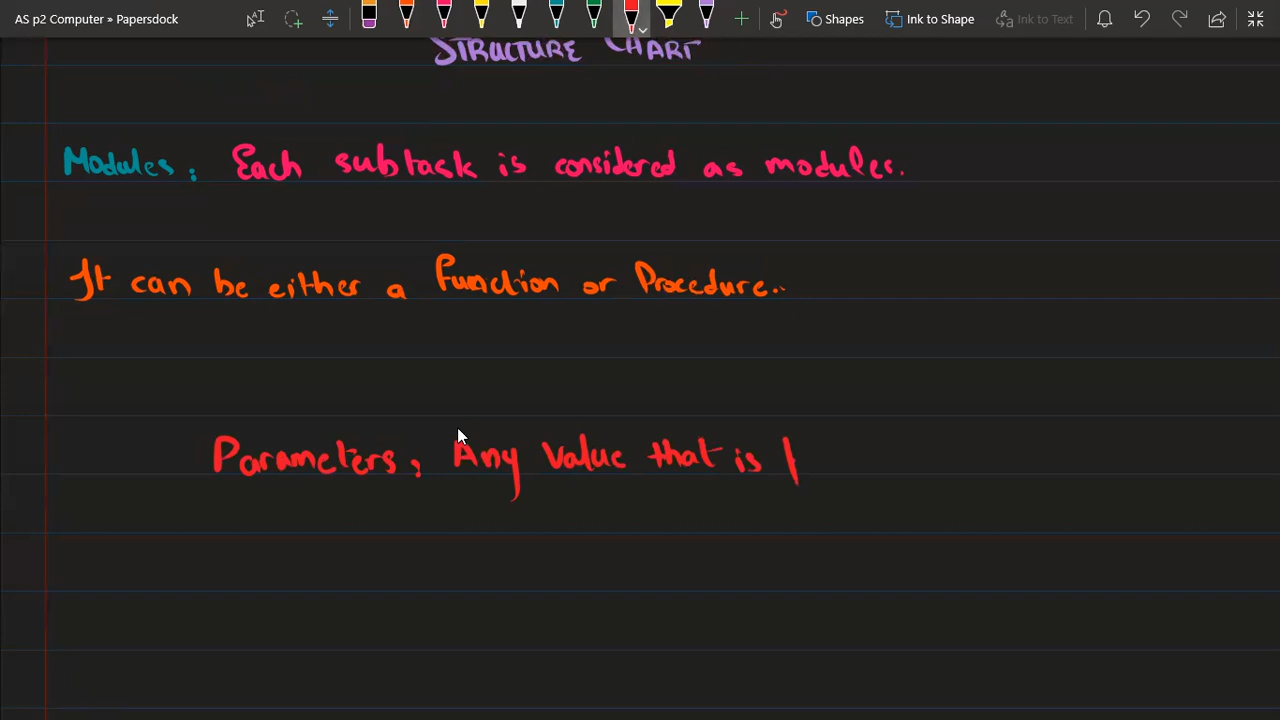 AS p2 Computer » Papersdock
Shapes
Ink to Shape
Ink to Text
STRUCTURE CHART
Modules: Each subtask is considered as modules.
It can be either a Function or Procedure..
Parameters, Any value that is